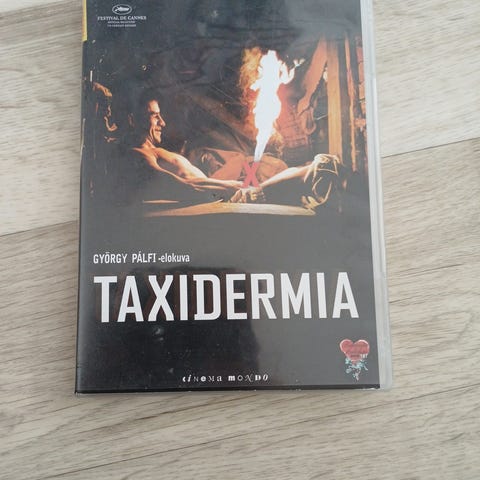 FESTIVAL DE CANNES
GYÖRGY PÁLFI -elokuva
TAXIDERMIA
CINEMA MONDO